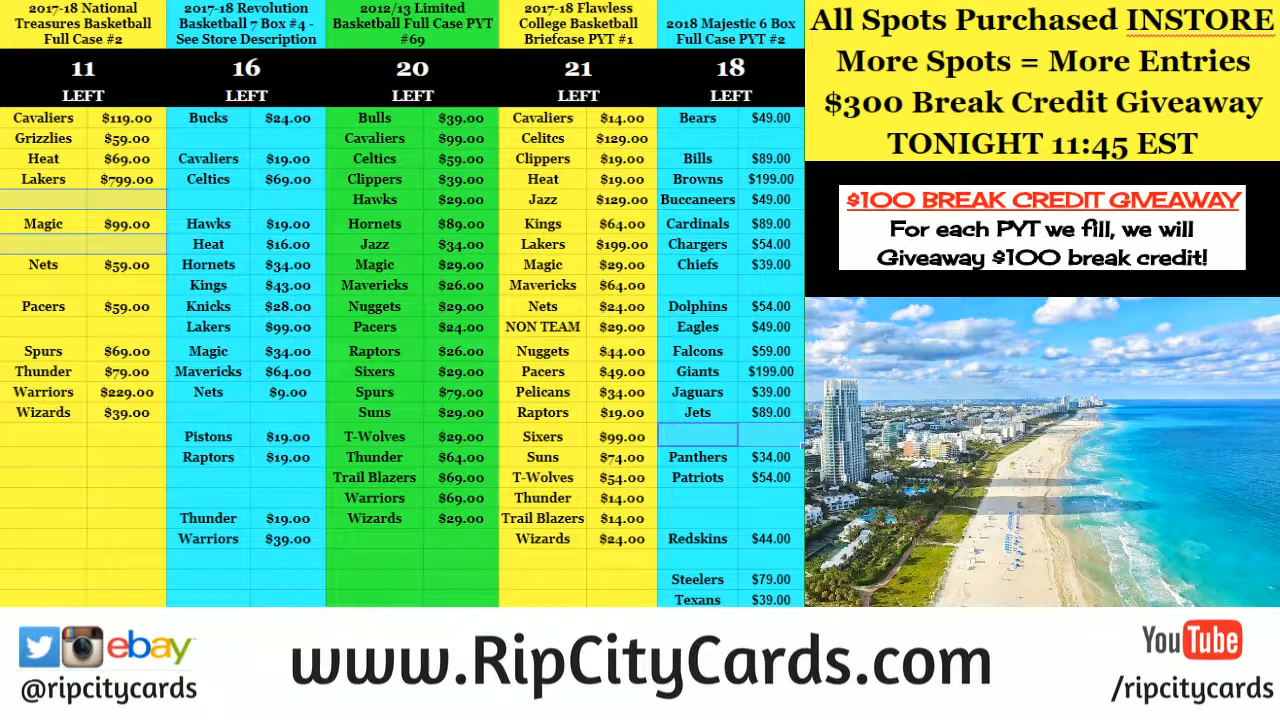 2017-18 National Treasures Basketball Full Case #2
11
LEFT
Cavaliers $119.00
Grizzlies $59.00
Heat $69.00
Lakers $799.00
Magic $99.00
Nets $59.00
Pacers $59.00
Spurs $69.00
Thunder $79.00
Warriors $229.00
Wizards $39.00
2017-18 Revolution Basketball 7 Box #4 - See Store Description
16
LEFT
Bucks $24.00
Cavaliers $19.00
Celtics $69.00
Hawks $19.00
Heat $16.00
Hornets $34.00
Kings $43.00
Knicks $28.00
Lakers $99.00
Magic $34.00
Mavericks $64.00
Nets $9.00
Pistons $19.00
Raptors $19.00
Thunder $19.00
Warriors $39.00
2012/13 Limited Basketball Full Case PYT #69
20
LEFT
Bulls $39.00
Cavaliers $99.00
Celtics $59.00
Clippers $39.00
Hawks $29.00
Hornets $89.00
Jazz $34.00
Magic $29.00
Mavericks $26.00
Nuggets $29.00
Pacers $24.00
Raptors $26.00
Sixers $29.00
Spurs $79.00
Suns $29.00
T-Wolves $29.00
Thunder $64.00
Trail Blazers $69.00
Warriors $69.00
Wizards $29.00
2017-18 Flawless College Basketball Briefcase PYT #1
21
LEFT
Cavaliers $14.00
Celitcs $129.00
Clippers $19.00
Heat $19.00
Jazz $129.00
Kings $64.00
Lakers $199.00
Magic $29.00
Mavericks $64.00
Nets $24.00
NON TEAM $29.00
Nuggets $44.00
Pacers $49.00
Pelicans $34.00
Raptors $19.00
Sixers $99.00
Suns $74.00
T-Wolves $54.00
Thunder $14.00
Trail Blazers $14.00
Wizards $24.00
2018 Majestic 6 Box Full Case PYT #2
18
LEFT
Bears $49.00
Bills $89.00
Browns $199.00
Buccaneers $49.00
Cardinals $89.00
Chargers $54.00
Chiefs $39.00
Dolphins $54.00
Eagles $49.00
Falcons $59.00
Giants $199.00
Jaguars $39.00
Jets $89.00
Panthers $34.00
Patriots $54.00
Redskins $44.00
Steelers $79.00
Texans $39.00
All Spots Purchased INSTORE
More Spots = More Entries
$300 Break Credit Giveaway
TONIGHT 11:45 EST
$100 BREAK CREDIT GIVEAWAY
For each PYT we fill, we will
Giveaway $100 break credit!
ebay
@ripcitycards
www.RipCityCards.com
YouTube
/ripcitycards